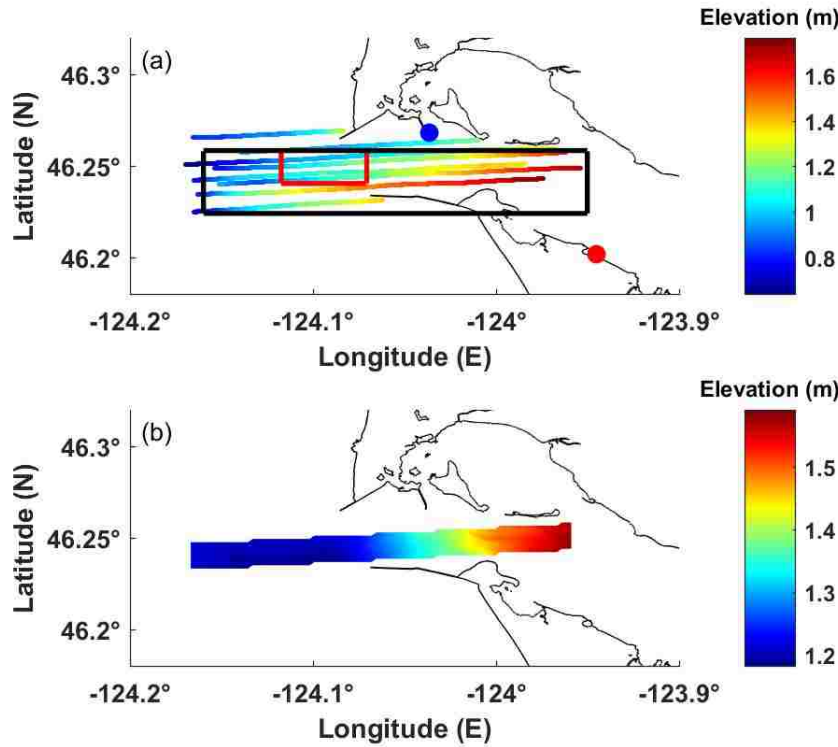 Elevation (m)
(a)
46.3°
46.25°
46.2°
Latitude (N)
-124.2°
-124.1°
-124°
-123.9°
Longitude (E)
1.6
1.4
1.2
1
0.8
Elevation (m)
(b)
46.3°
46.25°
46.2°
Latitude (N)
-124.2°
-124.1°
-124°
-123.9°
Longitude (E)
1.5
1.4
1.3
1.2